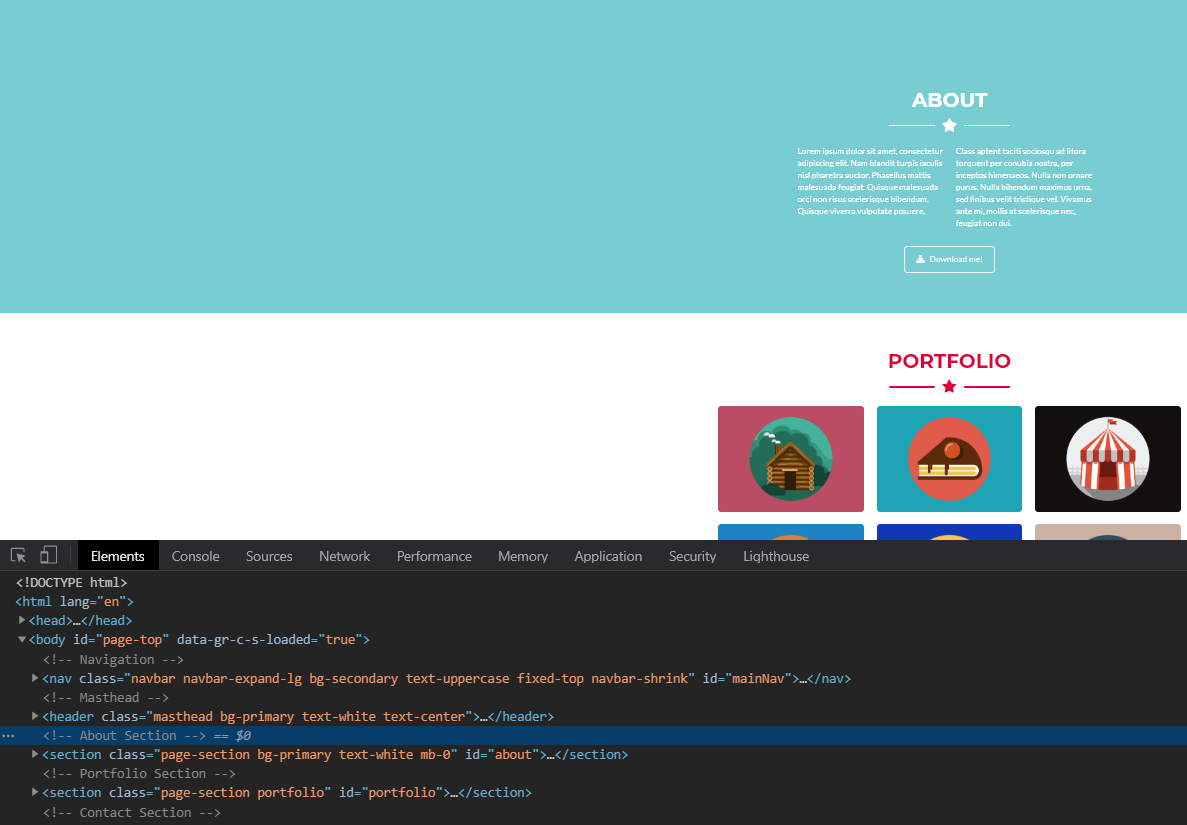 ABOUT
Lorem ipsum dolor sit amet, consectetur
adipiscing elit. Nam blandit turpis iaculis
nisl pharetra auctor. Phasellus mattis
malesuada feugiat. Quisque malesuada
orci non risus scelerisque bibendum.
Quisque viverra vulputate posuere.
Class aptent taciti sociosqu ad litora
torquent per conubia nostra, per
inceptos himenaeos. Nulla non ornare
purus. Nulla bibendum maximus urna,
sed finibus velit tristique vel. Vivamus
ante mi, mollis at scelerisque nec,
feugiat non dui.
Download me!
PORTFOLIO
Elements Console Sources Network Performance Memory Application Security Lighthouse
<!DOCTYPE html>
<html lang="en">
<head>…</head>
<body id="page-top" data-gr-c-s-loaded="true">
<!-- Navigation -->
<nav class="navbar navbar-expand-lg bg-secondary text-uppercase fixed-top navbar-shrink" id="mainNav">…</nav>
<!-- Masthead -->
<header class="masthead bg-primary text-white text-center">…</header>
<!-- About Section --> == $0
<section class="page-section bg-primary text-white mb-0" id="about">…</section>
<!-- Portfolio Section -->
<section class="page-section portfolio" id="portfolio">…</section>
<!-- Contact Section -->